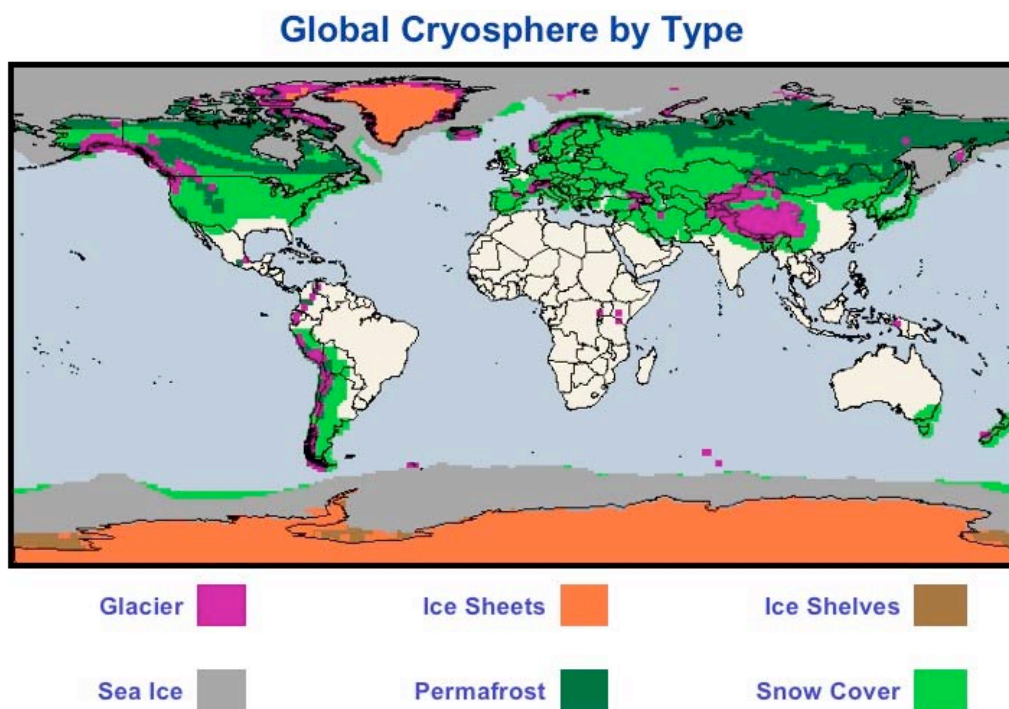 Global Cryosphere by Type
Glacier
Ice Sheets
Ice Shelves
Sea Ice
Permafrost
Snow Cover